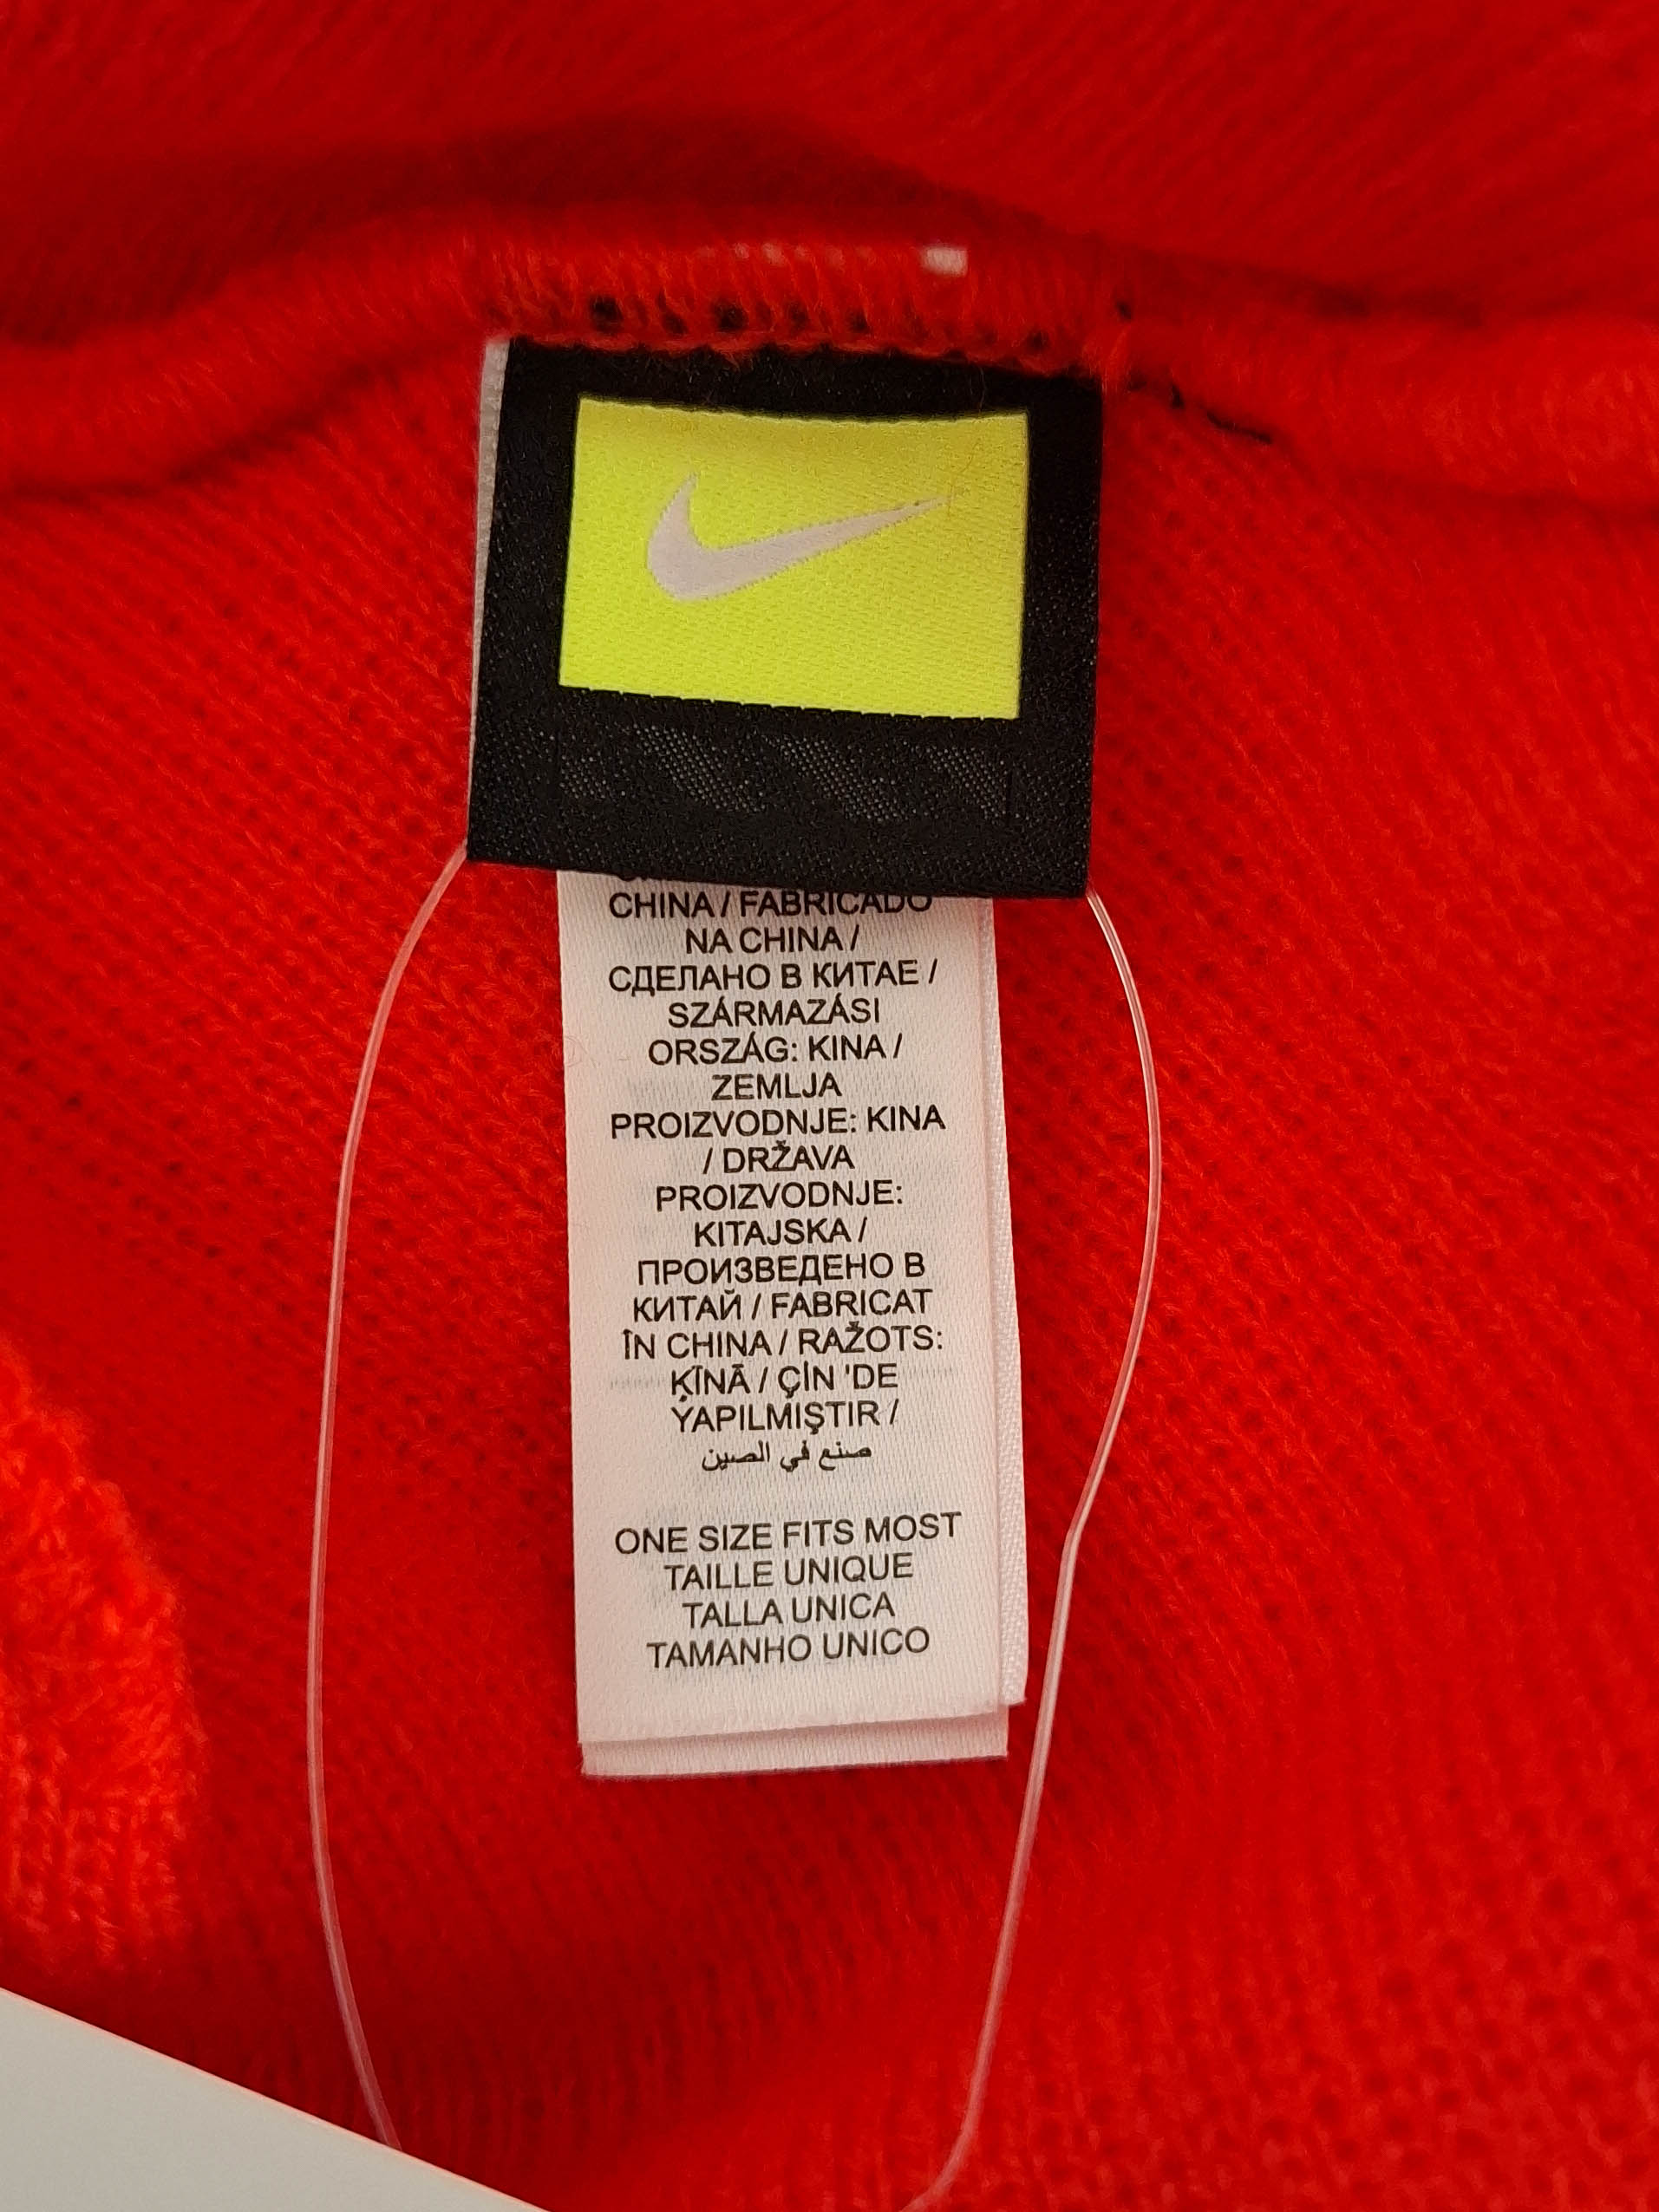 CHINA / FABRICADO
NA CHINA /
СДЕЛАНО В КИТАЕ /
SZÁRMAZÁSI
ORSZÁG: KINA /
ZEMLJA
PROIZVODNJE: KINA
/ DRŽAVA
PROIZVODNJE:
KITAJSKA /
ПРОИЗВЕДЕНО В
КИТАЙ / FABRICAT
ÎN CHINA / RAŽOTS:
ĶĪNĀ / ÇİN 'DE
YAPILMIŞTIR /
صنع في الصين
ONE SIZE FITS MOST
TAILLE UNIQUE
TALLA UNICA
TAMANHO UNICO